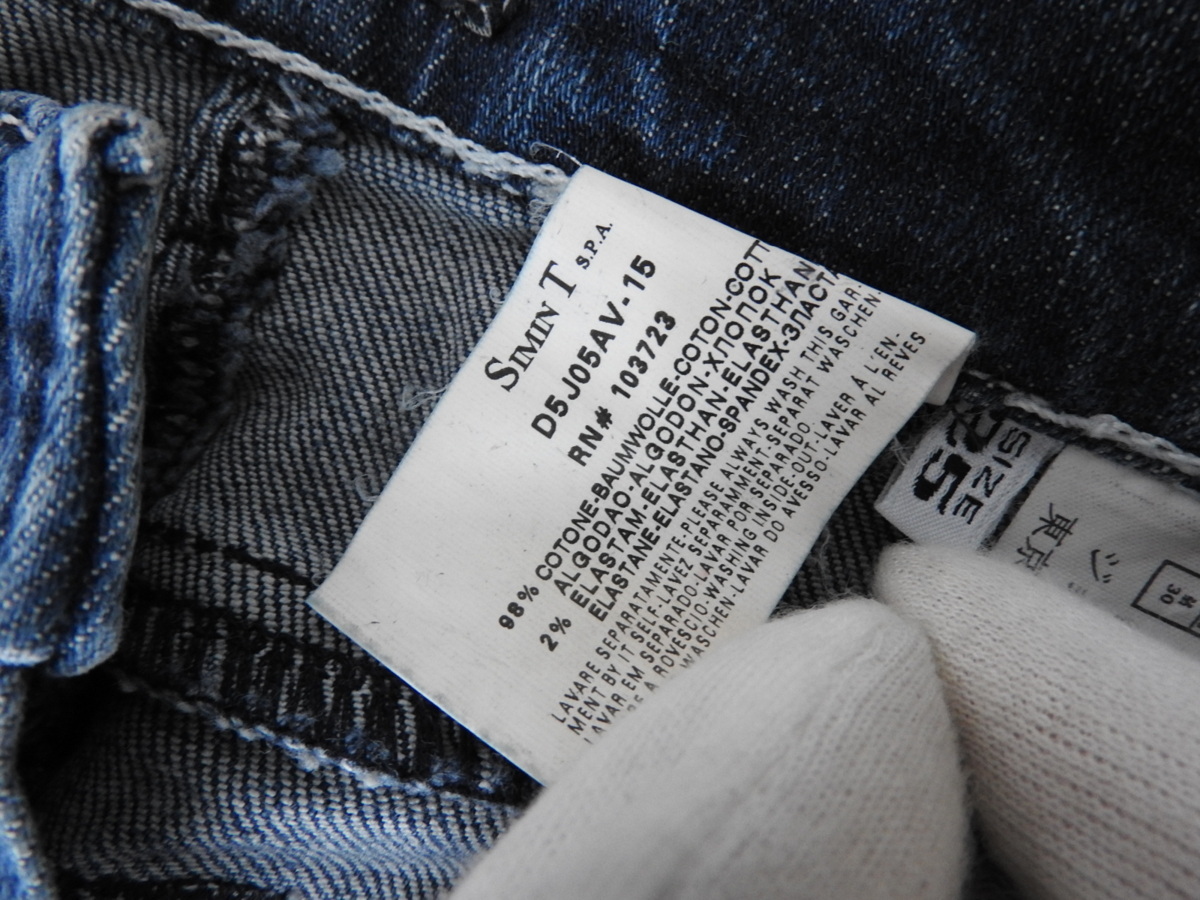 SIMIN T S.P.A.
D5J05AV-15
RN# 103723
98% COTONE-BAUMWOLLE-COTON-COTT
ALGODAO-ALGODON-ХЛОПОК
2% ELASTAM-ELASTHAN-ELASTHAN
ELASTANE-ELASTANO-SPANDEX-ЗЛАСТ
LAVARE SEPARATAMENTE-PLEASE ALWAYS WASH THIS GAR-
MENT BY IT SELF-LAVEZ SEPARAMMENT-SEPARAT WASCHEN-
LAVAR EM SEPARADO-LAVAR POR SEPARADO
A ROVESCIO-WASHING INSIDE-OUT-LAVER A L'EN.
WASCHEN-LAVAR DO AVESSO-LAVAR AL REVES
SIZE
25
東京
30